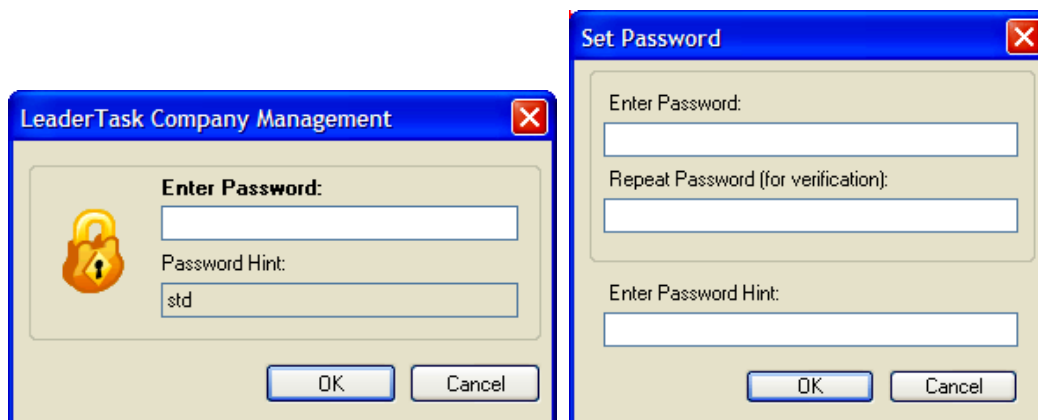 LeaderTask Company Management
Enter Password:
Password Hint:
std
OK Cancel
Set Password
Enter Password:
Repeat Password (for verification):
Enter Password Hint:
OK Cancel